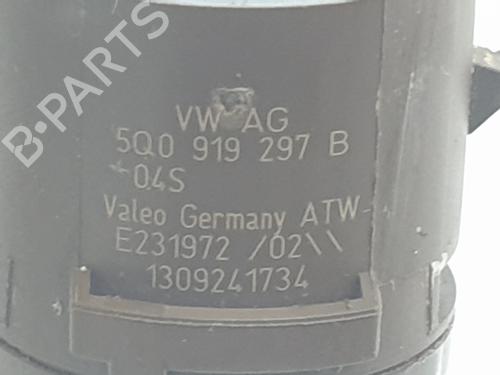 B-PARTS
VW AG
5Q0 919 297 B
04S
Valeo Germany ATW-
E231972 /02\\
1309241734